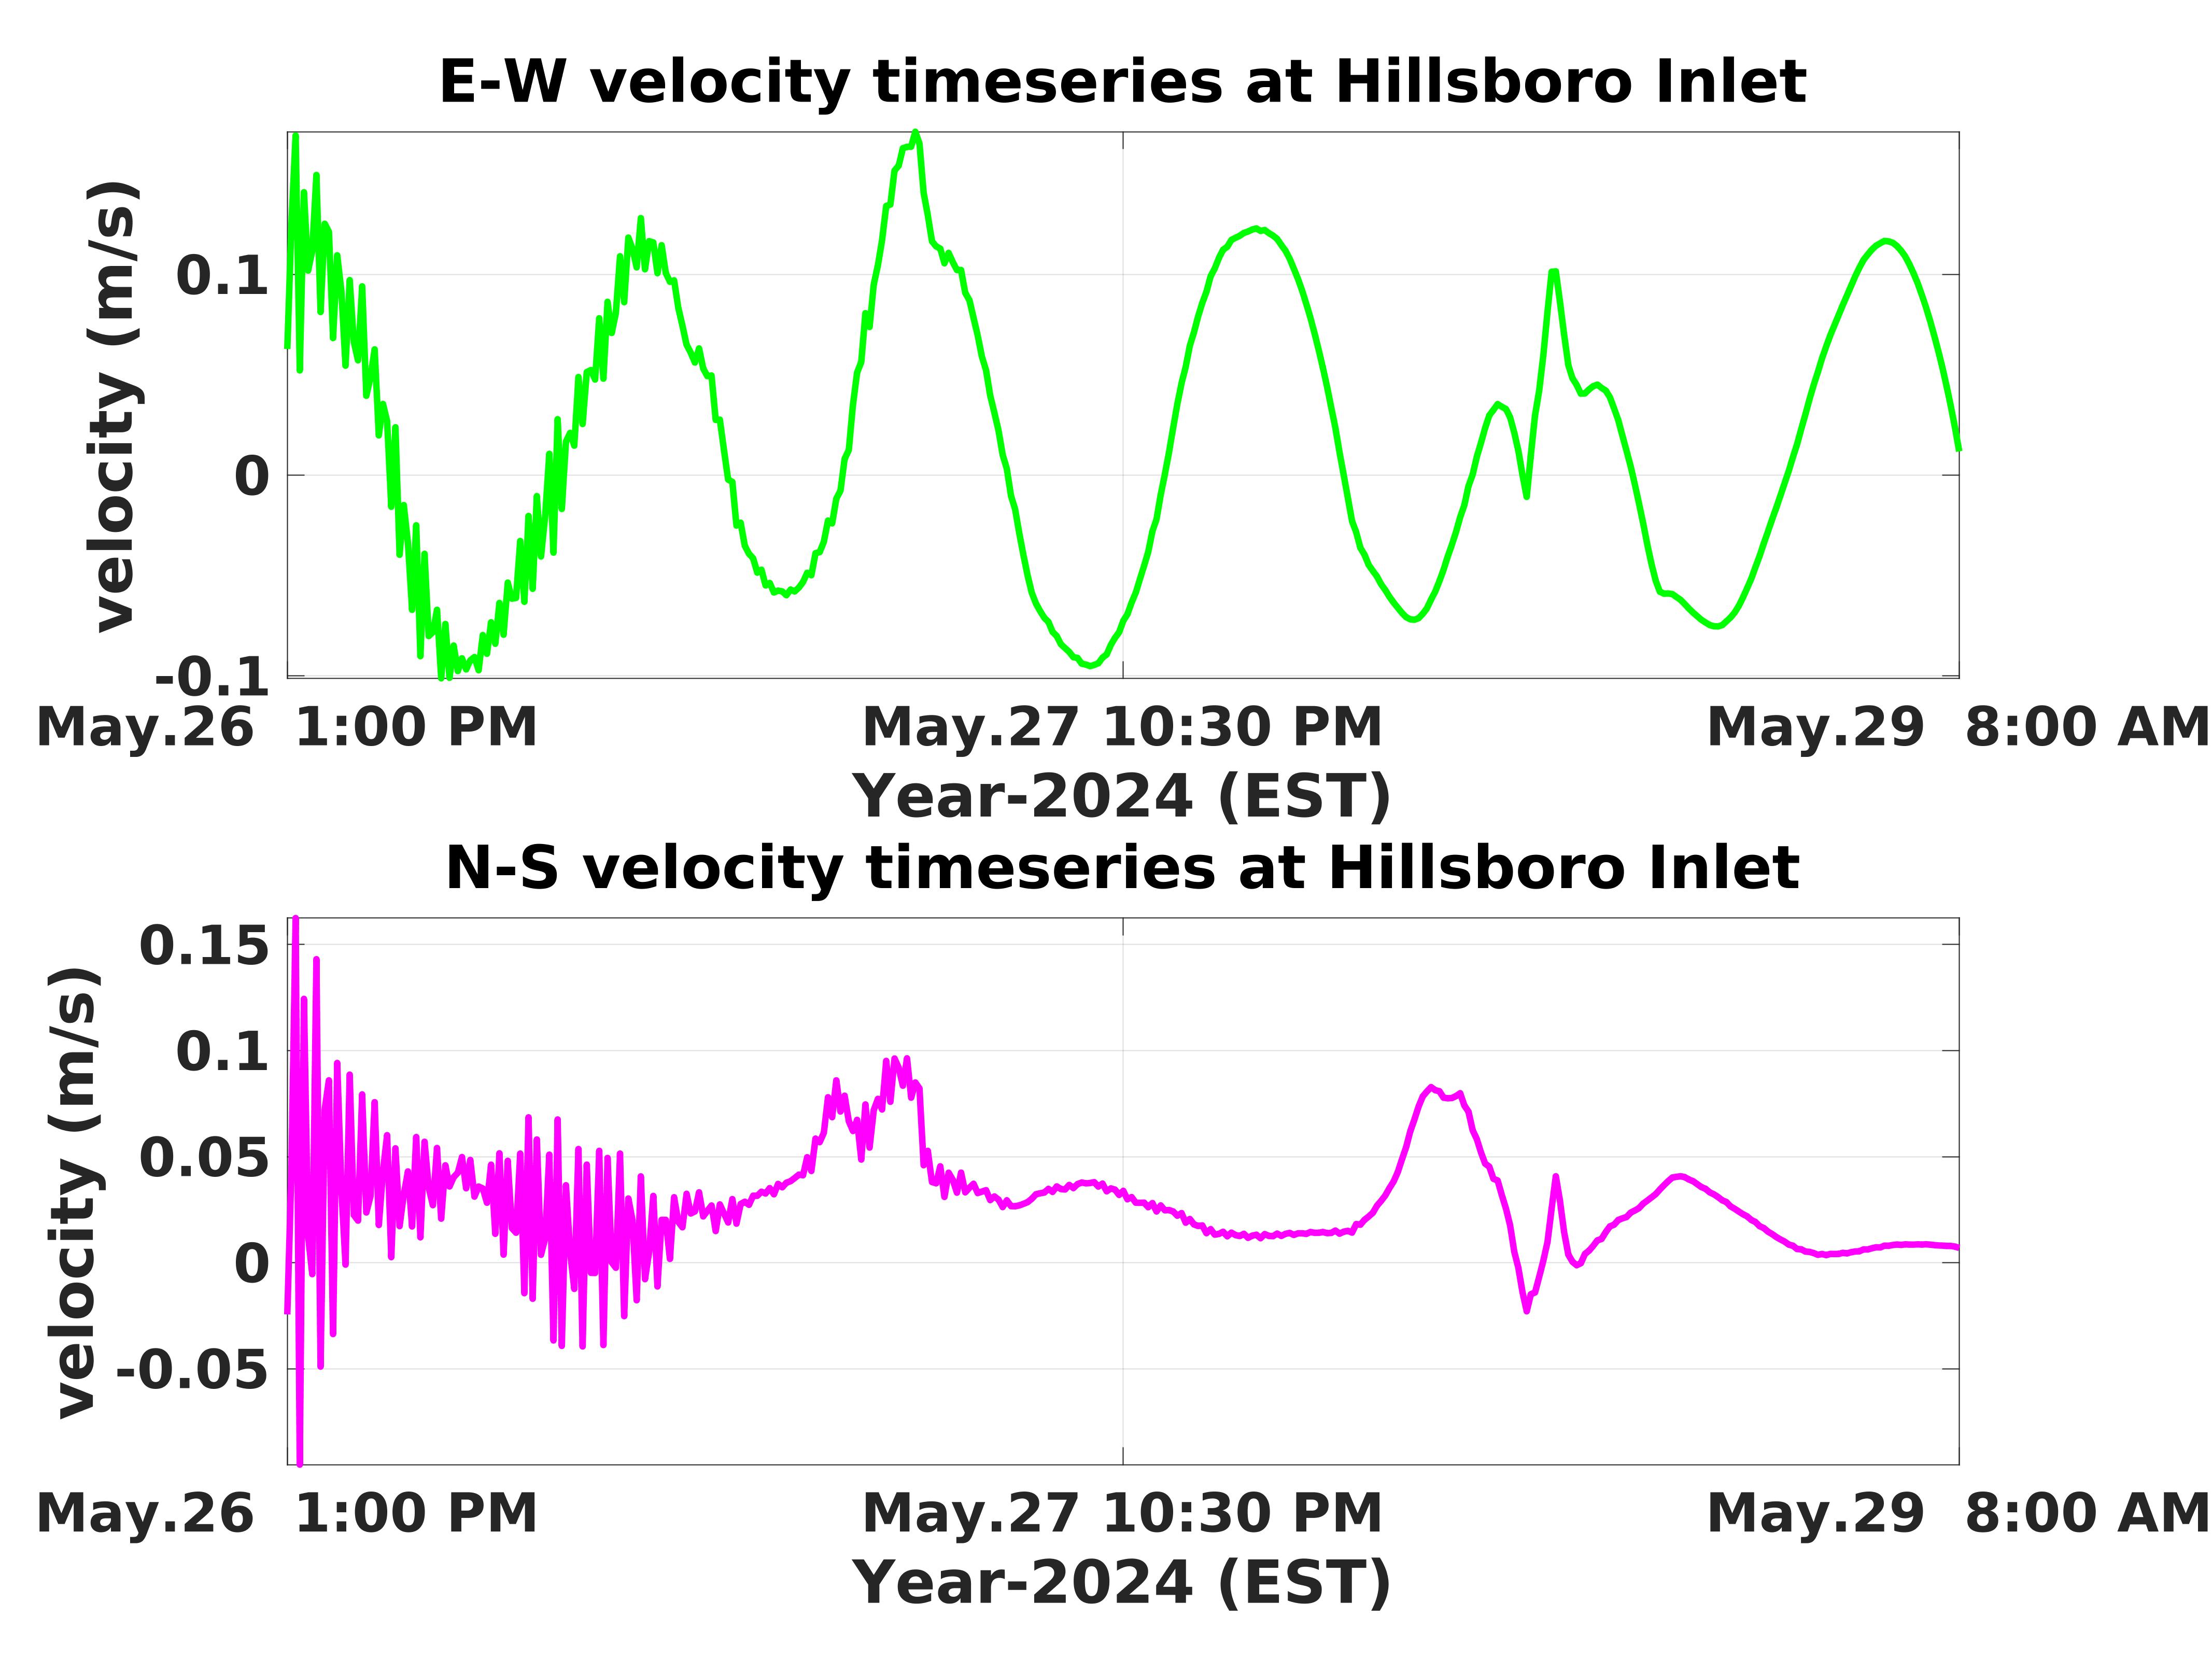 E-W velocity timeseries at Hillsboro Inlet
velocity (m/s)
0.1
0
-0.1
May.26  1:00 PM
May.27 10:30 PM
May.29  8:00 AM
Year-2024 (EST)
N-S velocity timeseries at Hillsboro Inlet
velocity (m/s)
0.15
0.1
0.05
0
-0.05
May.26  1:00 PM
May.27 10:30 PM
May.29  8:00 AM
Year-2024 (EST)